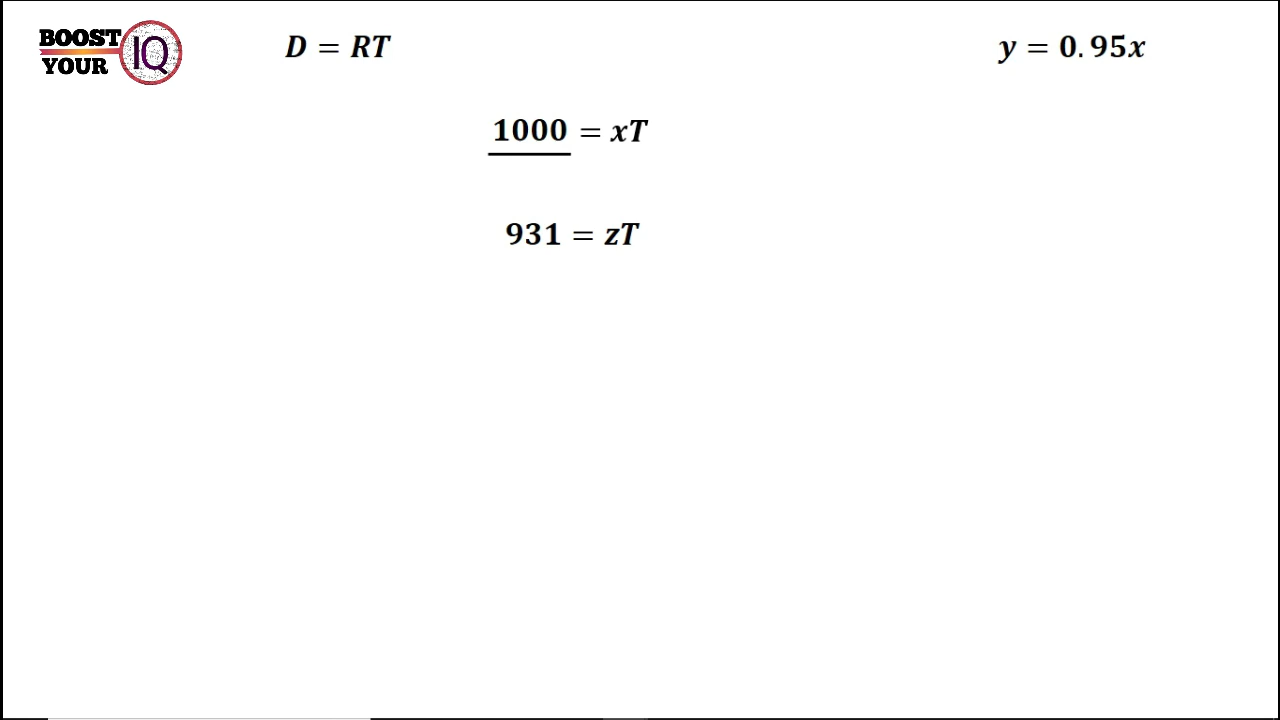 BOOST
YOUR
IQ
D = RT
y = 0.95x
1000 = xT
931 = zT